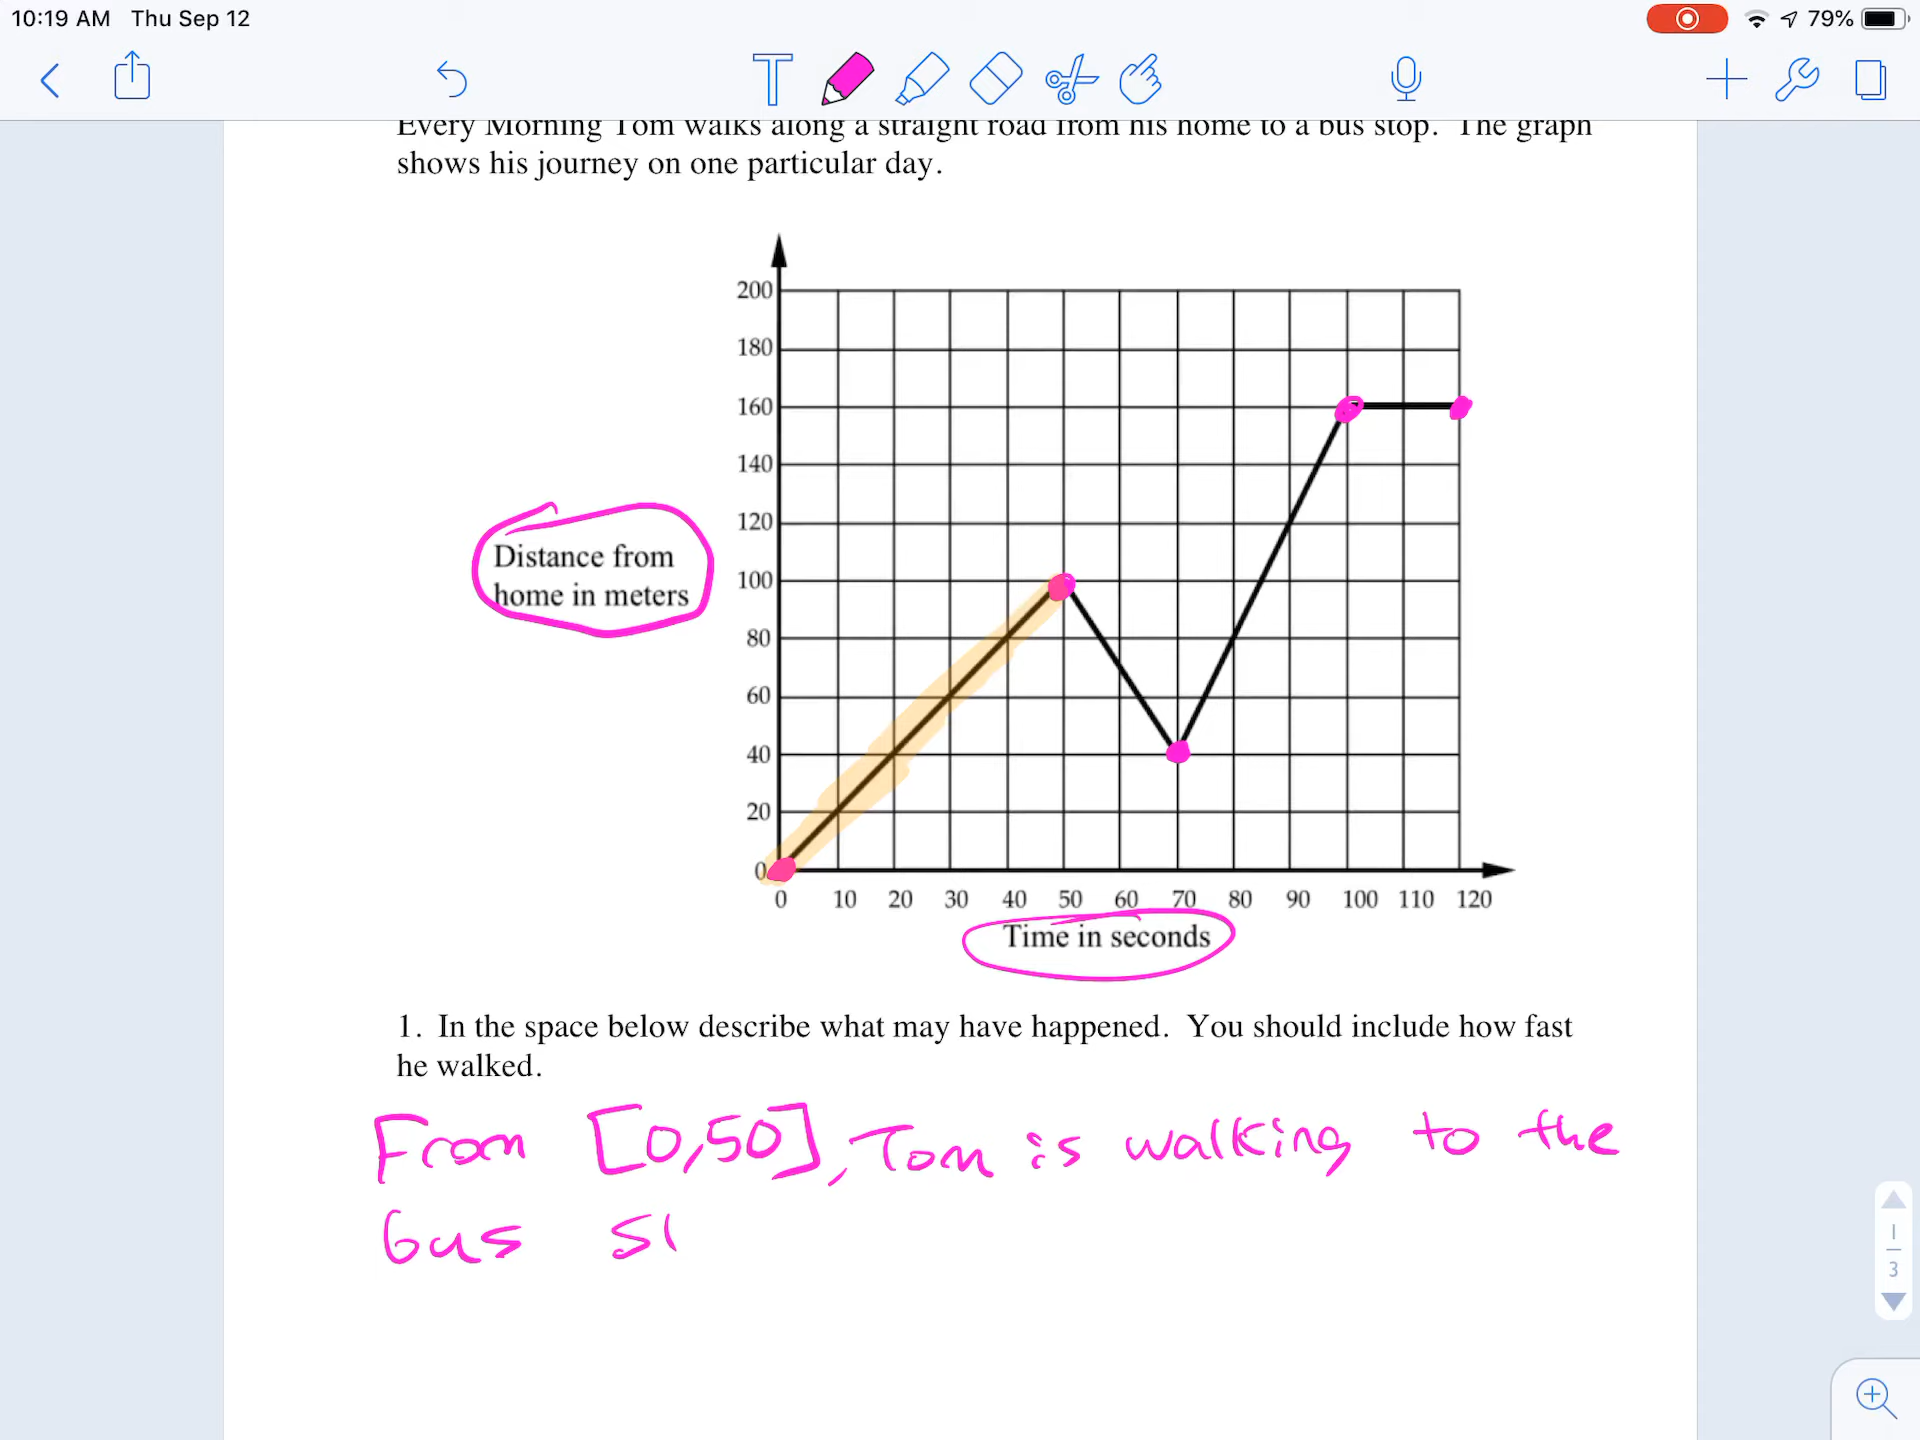 10:19 AM Thu Sep 12 79%
T
Every Morning Tom walks along a straight road from his home to a bus stop. The graph
shows his journey on one particular day.
200
180
160
140
120
100
80
60
40
20
0
Distance from
home in meters
0 10 20 30 40 50 60 70 80 90 100 110 120
Time in seconds
1. In the space below describe what may have happened. You should include how fast
he walked.
From [0,50], Tom is walking to the
bus st
1
3